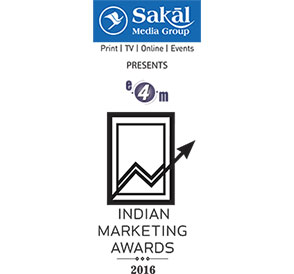 Sakāl
Media Group
Print | TV | Online | Events
PRESENTS
e4m
INDIAN
MARKETING
AWARDS
2016